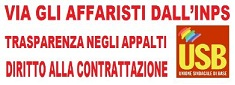 VIA GLI AFFARISTI DALL'INPS
TRASPARENZA NEGLI APPALTI
DIRITTO ALLA CONTRATTAZIONE
USB
UNIONE SINDACALE DI BASE